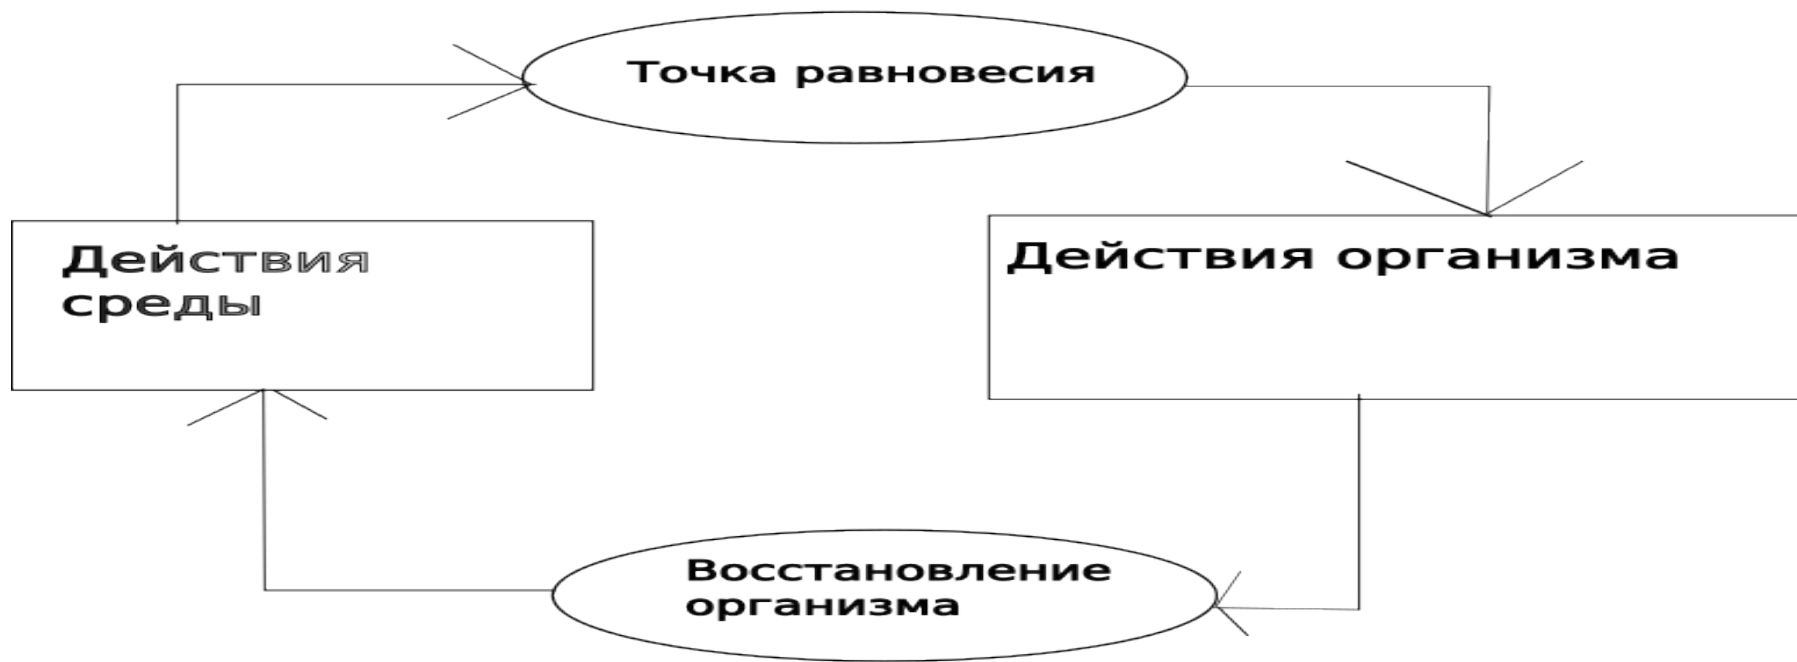 Точка равновесия
Действия
среды
Действия организма
Восстановление
организма